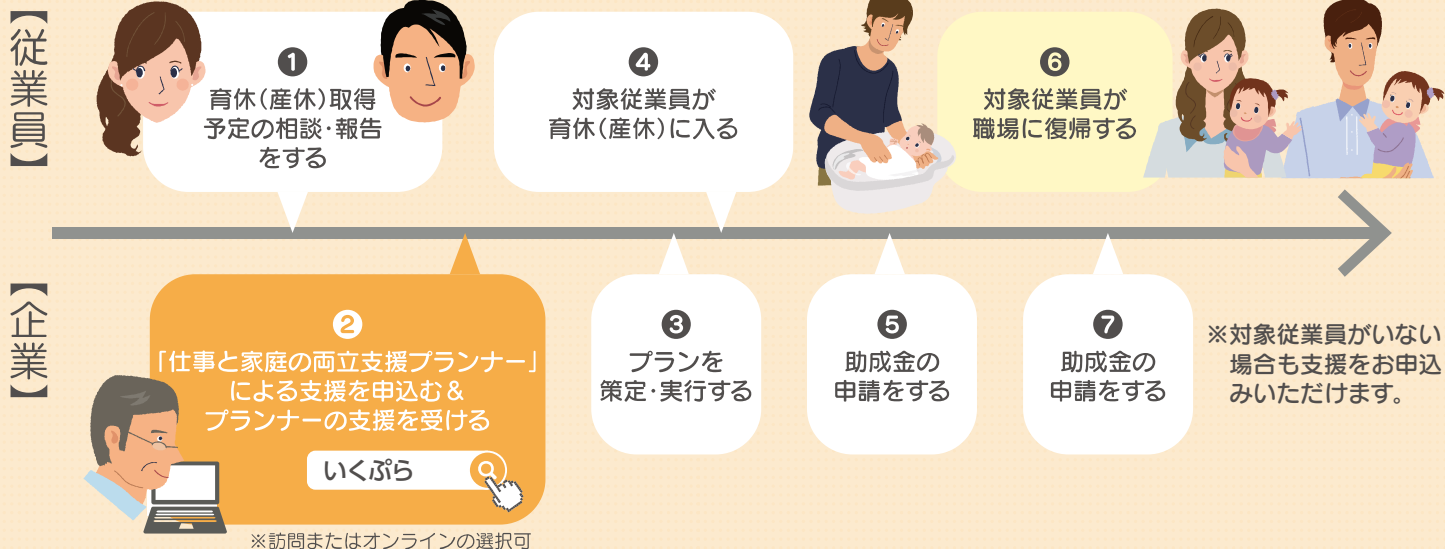 【従業員】
❶
育休（産休）取得
予定の相談・報告
をする
❹
対象従業員が
育休（産休）に入る
❻
対象従業員が
職場に復帰する
【企業】
❷
「仕事と家庭の両立支援プランナー」
による支援を申込む＆
プランナーの支援を受ける
いくぷら
※訪問またはオンラインの選択可
❸
プランを
策定・実行する
❺
助成金の
申請をする
❼
助成金の
申請をする
※対象従業員がいない
場合も支援をお申込
みいただけます。